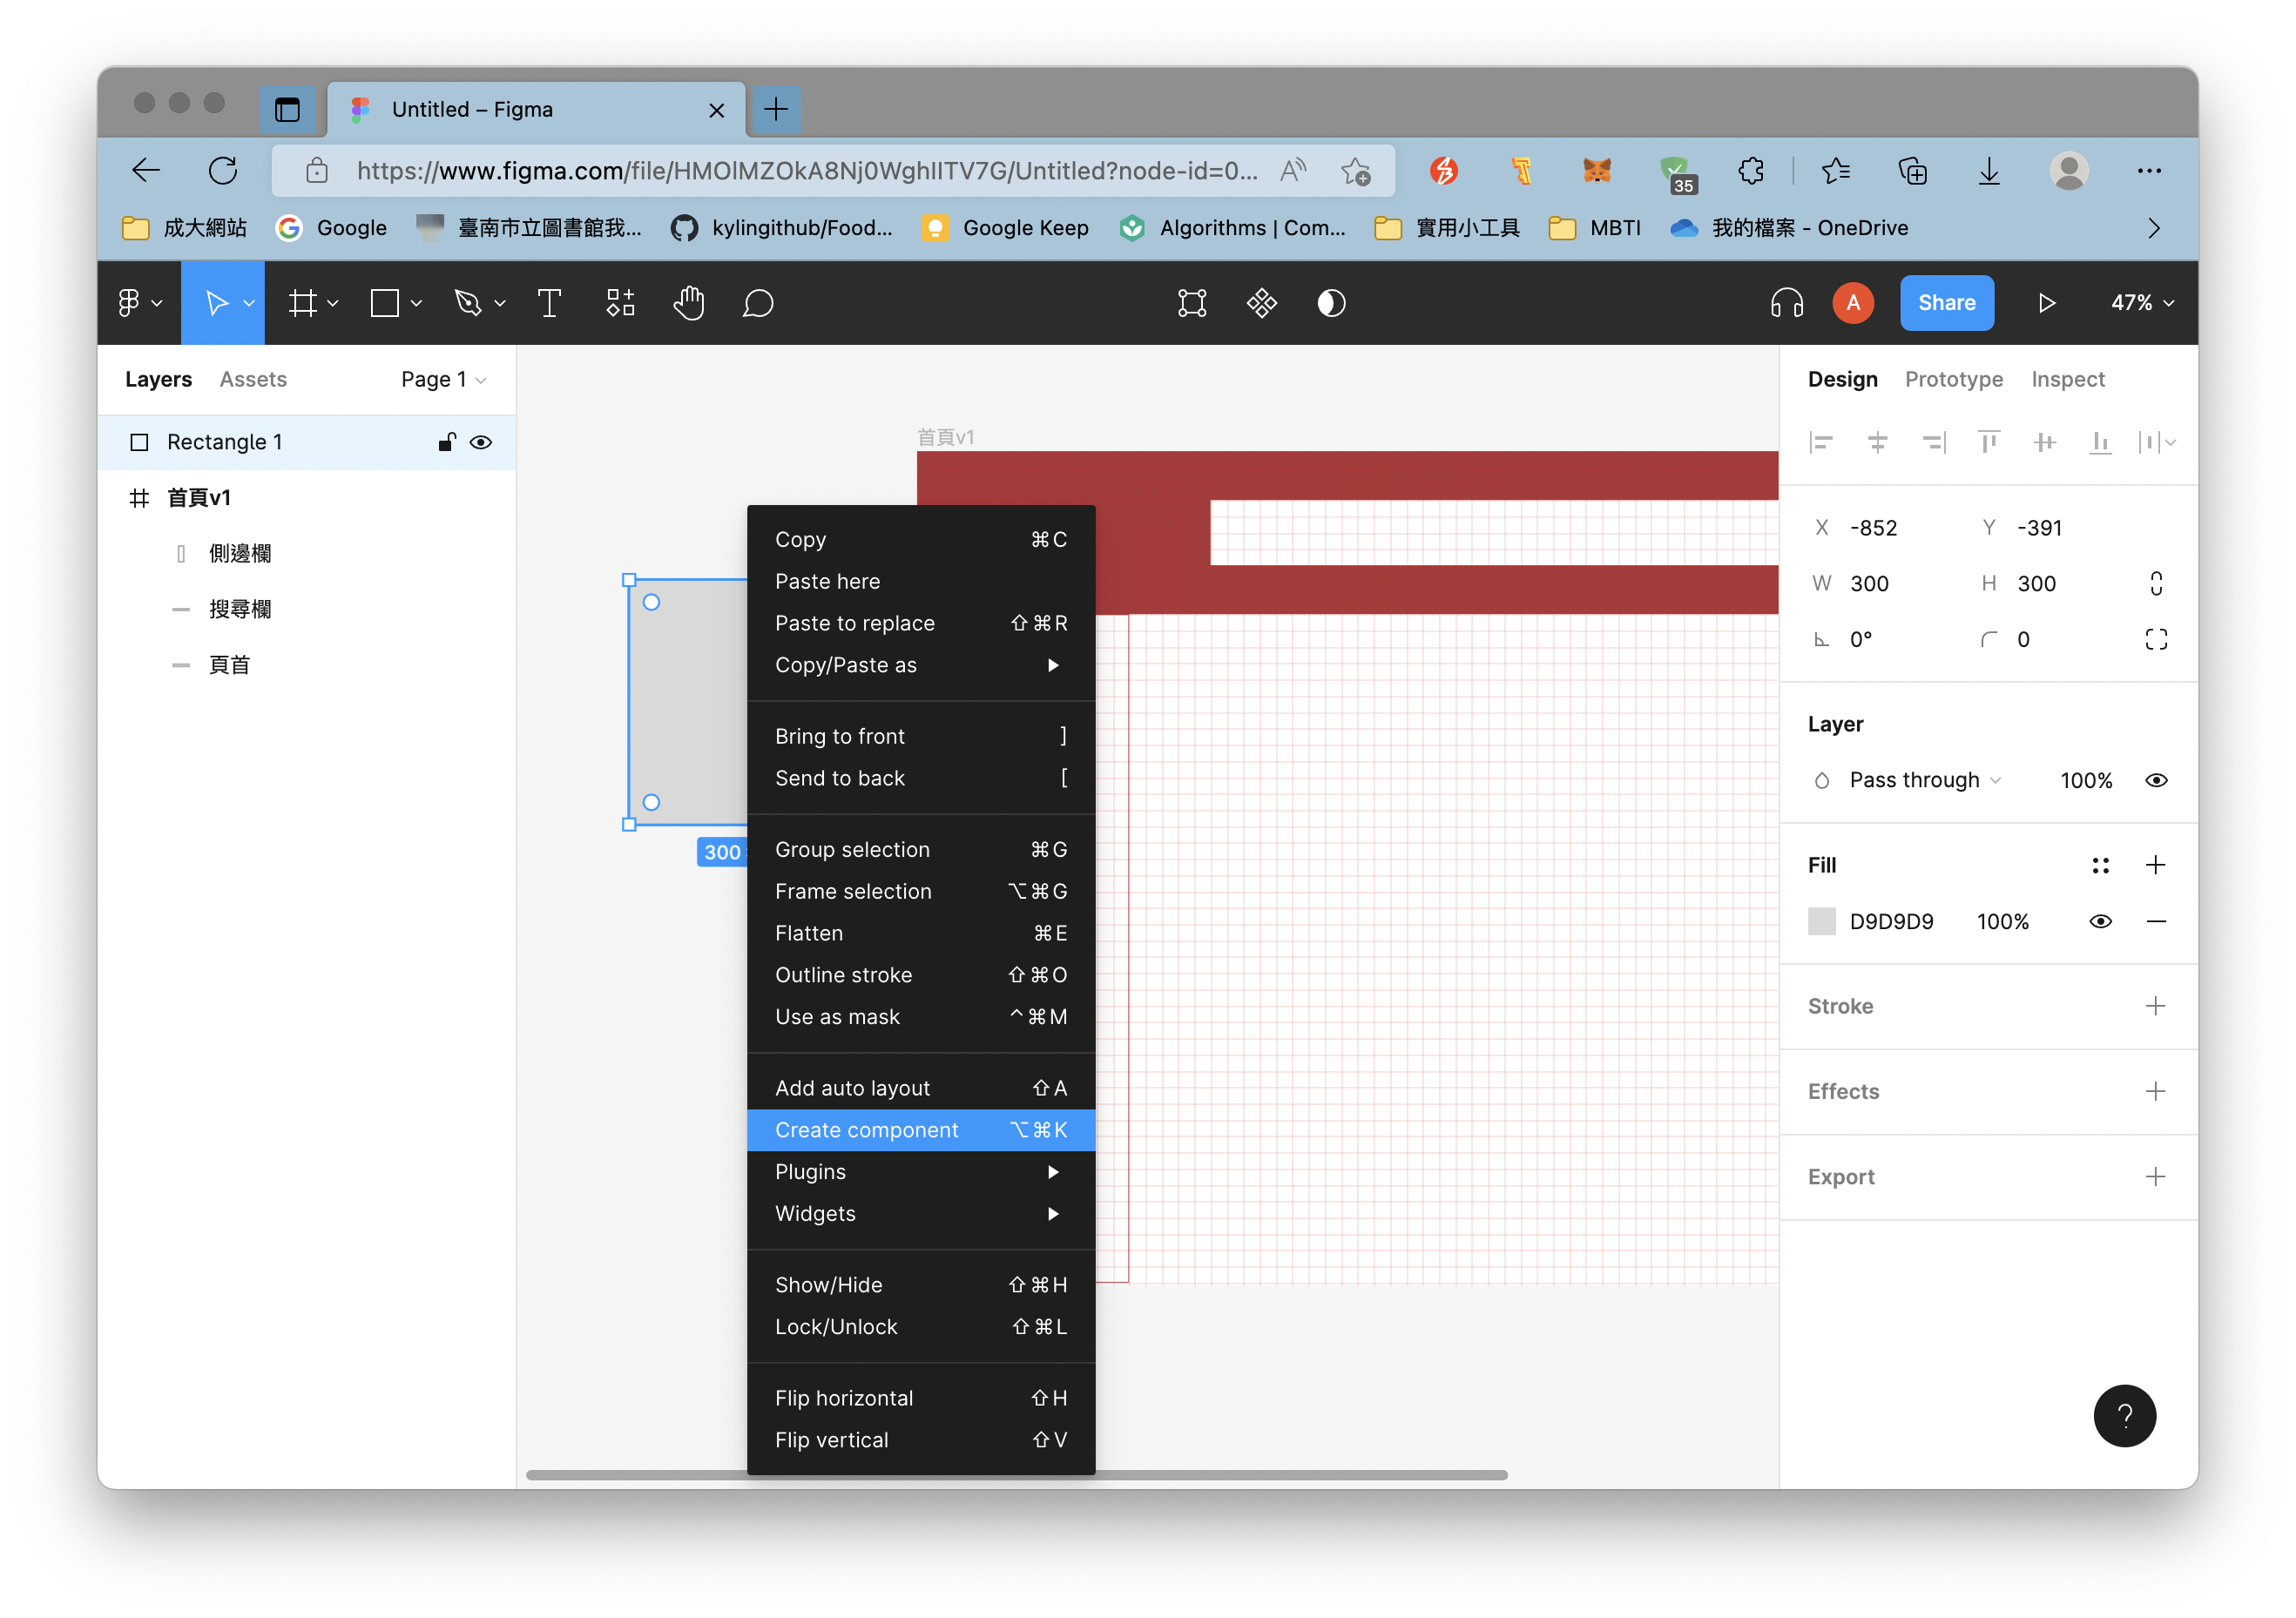 Untitled – Figma
https://www.figma.com/file/HMOlMZOkA8Nj0WghIITV7G/Untitled?node-id=0...
35
成大網站 Google 臺南市立圖書館我... kylingithub/Food... Google Keep Algorithms | Com... 實用小工具 MBTI 我的檔案 - OneDrive
A Share 47%
Layers Assets Page 1
Rectangle 1
首頁v1
側邊欄
搜尋欄
頁首
首頁v1
300
Copy ⌘C
Paste here
Paste to replace ⇧⌘R
Copy/Paste as
Bring to front ]
Send to back [
Group selection ⌘G
Frame selection ⌥⌘G
Flatten ⌘E
Outline stroke ⇧⌘O
Use as mask ^⌘M
Add auto layout ⇧A
Create component ⌥⌘K
Plugins
Widgets
Show/Hide ⇧⌘H
Lock/Unlock ⇧⌘L
Flip horizontal ⇧H
Flip vertical ⇧V
Design Prototype Inspect
X -852 Y -391
W 300 H 300
0° 0
Layer
Pass through 100%
Fill
D9D9D9 100%
Stroke
Effects
Export
?